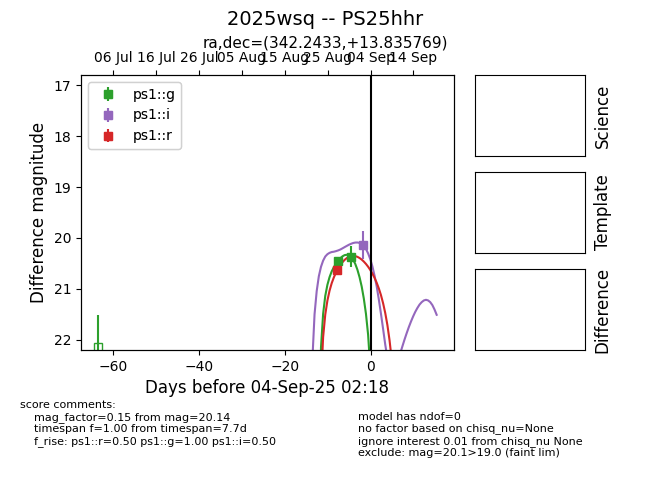 2025wsq -- PS25hhr
ra,dec=(342.2433,+13.835769)
06 Jul 16 Jul 26 Jul 05 Aug 15 Aug 25 Aug 04 Sep 14 Sep
17
18
19
20
21
22
Difference magnitude
ps1::g
ps1::i
ps1::r
−60 −40 −20 0
Days before 04-Sep-25 02:18
Science
Template
Difference
score comments:
mag_factor=0.15 from mag=20.14
timespan f=1.00 from timespan=7.7d
f_rise: ps1::r=0.50 ps1::g=1.00 ps1::i=0.50
model has ndof=0
no factor based on chisq_nu=None
ignore interest 0.01 from chisq_nu None
exclude: mag=20.1>19.0 (faint lim)